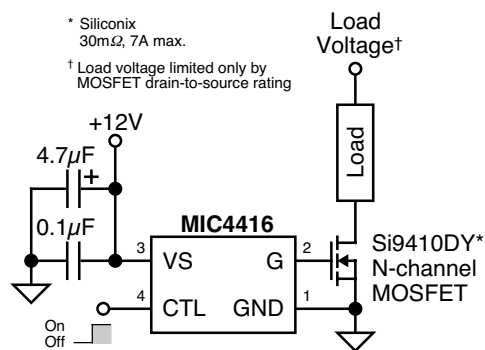 * Siliconix
30mΩ, 7A max.
† Load voltage limited only by
MOSFET drain-to-source rating
Load
Voltage†
+12V
4.7µF
+
0.1µF
Load
MIC4416
3
VS
G
2
4
CTL
GND
1
Si9410DY*
N-channel
MOSFET
On
Off